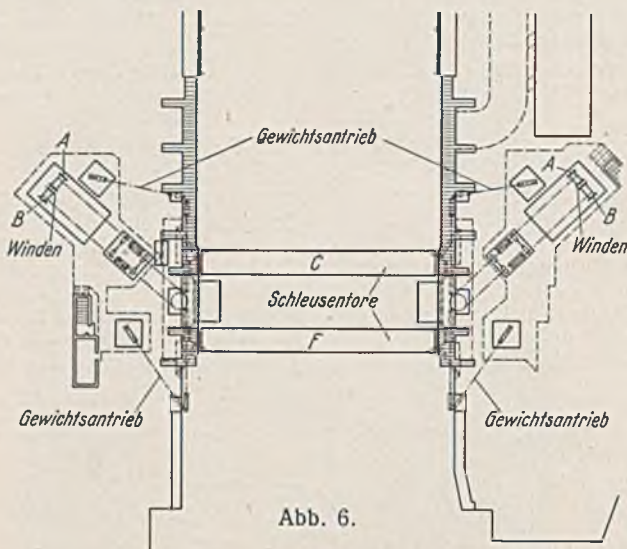 Gewichtsantrieb
A
B
Winden
A
B
Winden
C
Schleusentore
F
Gewichtsantrieb
Gewichtsantrieb
Abb. 6.